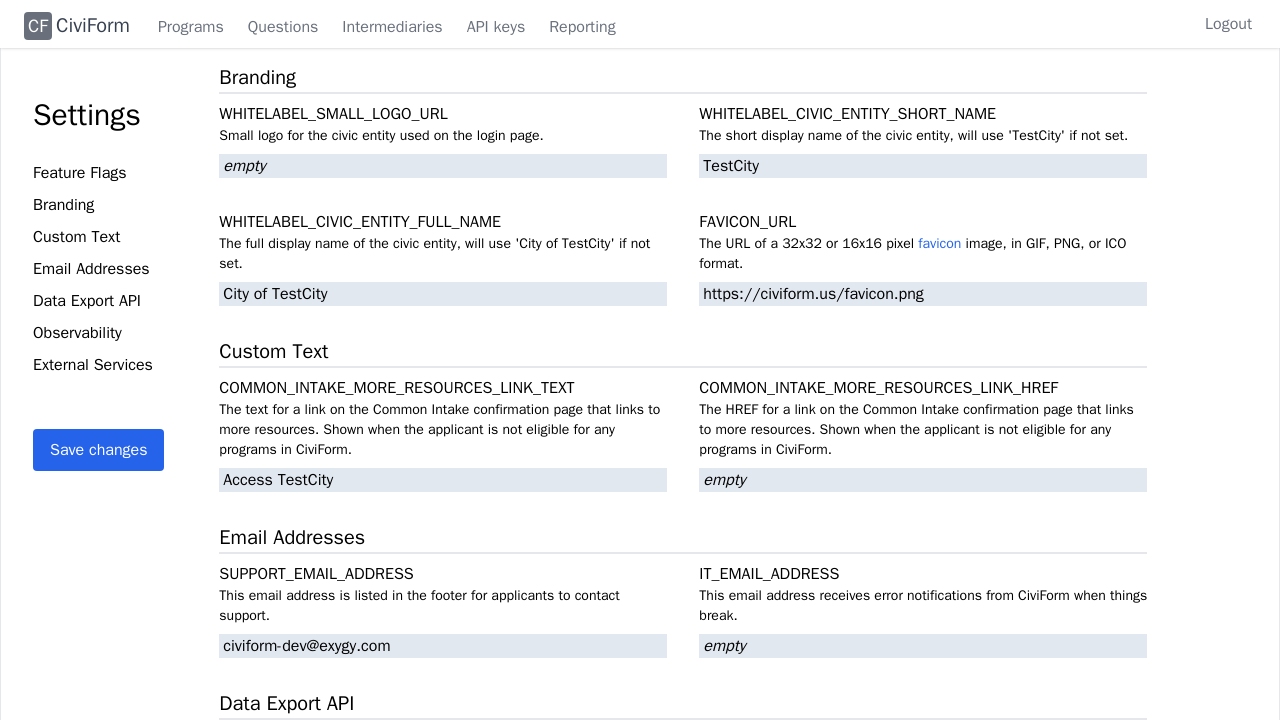 CF CiviForm Programs Questions Intermediaries API keys Reporting Logout
Settings
Feature Flags
Branding
Custom Text
Email Addresses
Data Export API
Observability
External Services
Save changes
Branding
WHITELABEL_SMALL_LOGO_URL
Small logo for the civic entity used on the login page.
empty
WHITELABEL_CIVIC_ENTITY_SHORT_NAME
The short display name of the civic entity, will use 'TestCity' if not set.
TestCity
WHITELABEL_CIVIC_ENTITY_FULL_NAME
The full display name of the civic entity, will use 'City of TestCity' if not
set.
City of TestCity
FAVICON_URL
The URL of a 32x32 or 16x16 pixel favicon image, in GIF, PNG, or ICO
format.
https://civiform.us/favicon.png
Custom Text
COMMON_INTAKE_MORE_RESOURCES_LINK_TEXT
The text for a link on the Common Intake confirmation page that links to
more resources. Shown when the applicant is not eligible for any
programs in CiviForm.
Access TestCity
COMMON_INTAKE_MORE_RESOURCES_LINK_HREF
The HREF for a link on the Common Intake confirmation page that links
to more resources. Shown when the applicant is not eligible for any
programs in CiviForm.
empty
Email Addresses
SUPPORT_EMAIL_ADDRESS
This email address is listed in the footer for applicants to contact
support.
civiform-dev@exygy.com
IT_EMAIL_ADDRESS
This email address receives error notifications from CiviForm when things
break.
empty
Data Export API